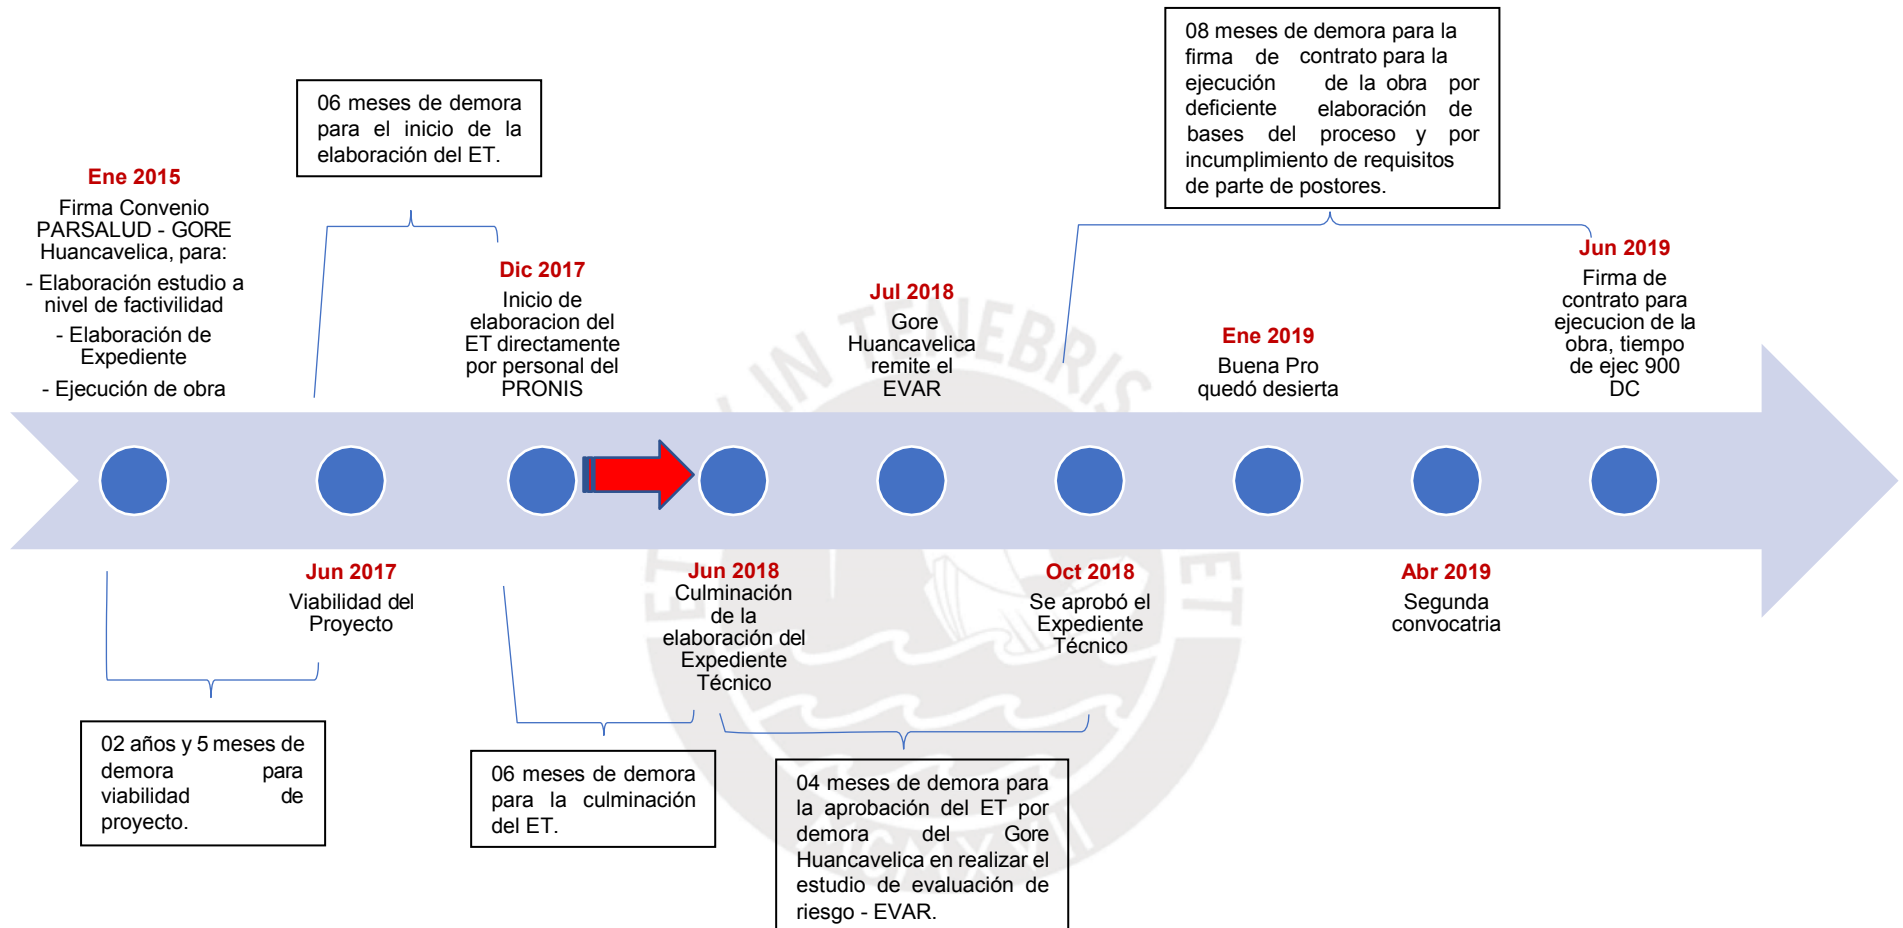 08 meses de demora para la
firma de contrato para la
ejecución de la obra por
deficiente elaboración de
bases del proceso y por
incumplimiento de requisitos
de parte de postores.
06 meses de demora
para el inicio de la
elaboración del ET.
Ene 2015
Firma Convenio
PARSALUD - GORE
Huancavelica, para:
- Elaboración estudio a
nivel de factivilidad
- Elaboración de
Expediente
- Ejecución de obra
Dic 2017
Inicio de
elaboracion del
ET directamente
por personal del
PRONIS
Jul 2018
Gore
Huancavelica
remite el
EVAR
Ene 2019
Buena Pro
quedó desierta
Jun 2019
Firma de
contrato para
ejecucion de la
obra, tiempo
de ejec 900
DC
Jun 2017
Viabilidad del
Proyecto
Jun 2018
Culminación
de la
elaboración del
Expediente
Técnico
Oct 2018
Se aprobó el
Expediente
Técnico
Abr 2019
Segunda
convocatria
02 años y 5 meses de
demora para
viabilidad de
proyecto.
06 meses de demora
para la culminación
del ET.
04 meses de demora para
la aprobación del ET por
demora del Gore
Huancavelica en realizar el
estudio de evaluación de
riesgo - EVAR.
IN TENEBRIS
ET
ET